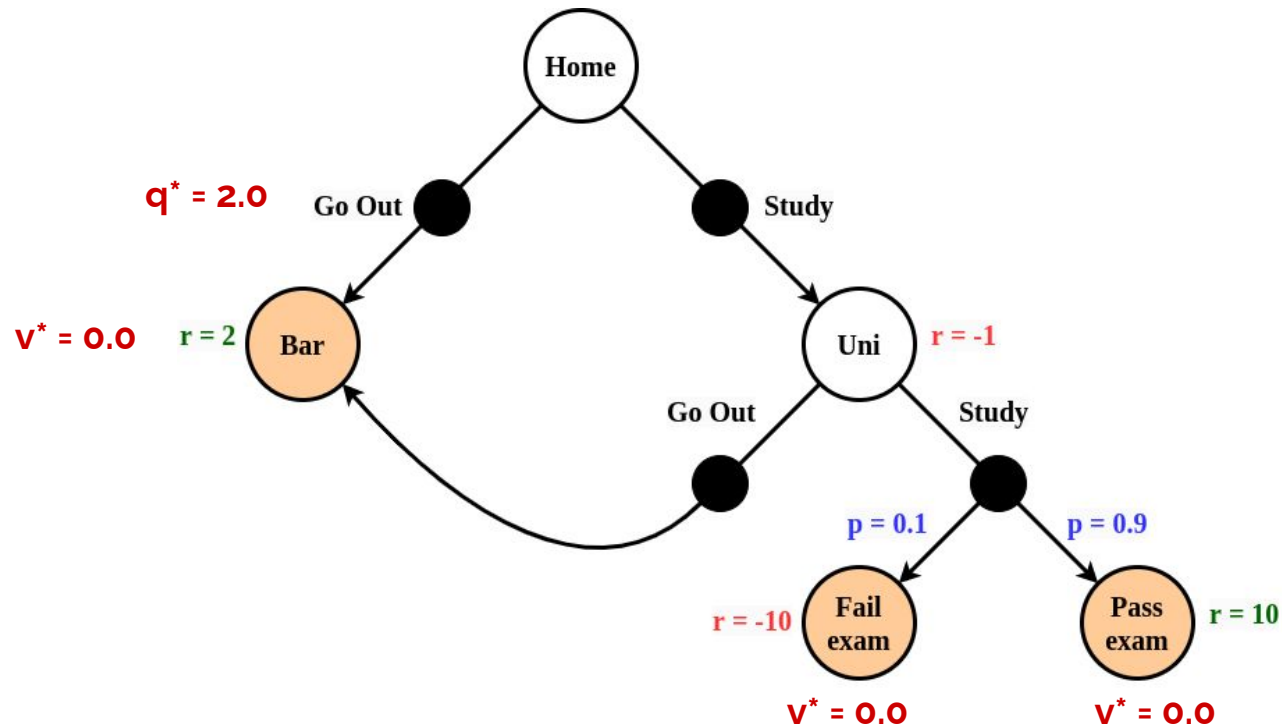 Home
q* = 2.0
Go Out
Study
v* = 0.0
r = 2
Bar
Uni
r = -1
Go Out
Study
p = 0.1
p = 0.9
r = -10
Fail
exam
Pass
exam
r = 10
v* = 0.0
v* = 0.0